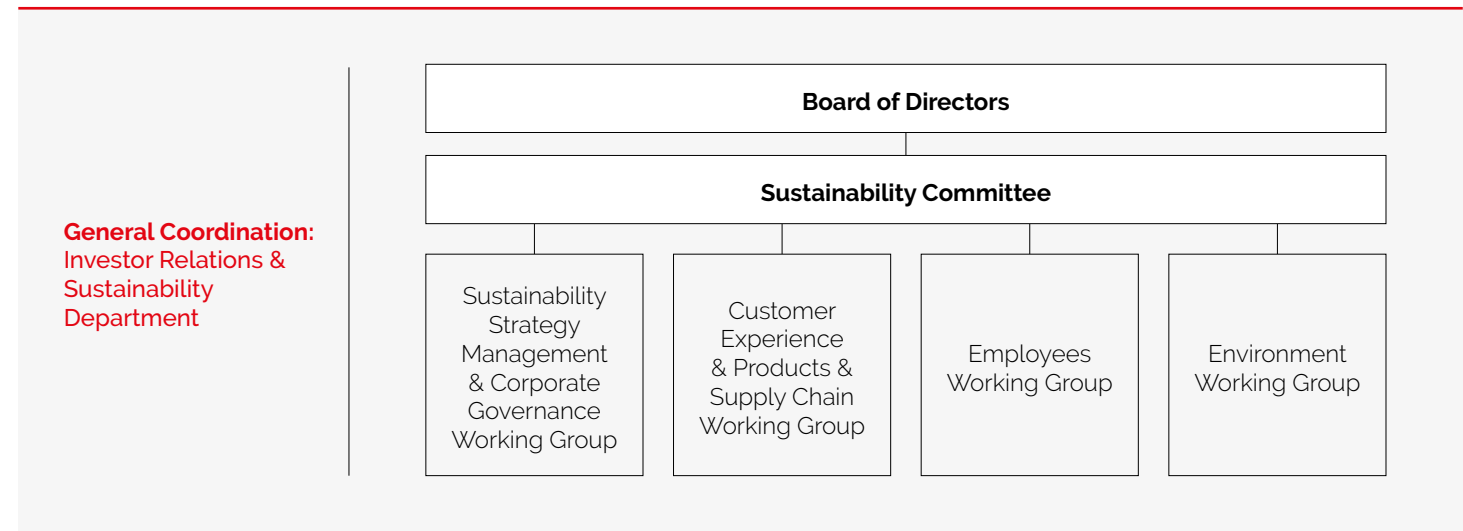 Board of Directors
Sustainability Committee
General Coordination:
Investor Relations &
Sustainability
Department
Sustainability
Strategy
Management
& Corporate
Governance
Working Group
Customer
Experience
& Products &
Supply Chain
Working Group
Employees
Working Group
Environment
Working Group